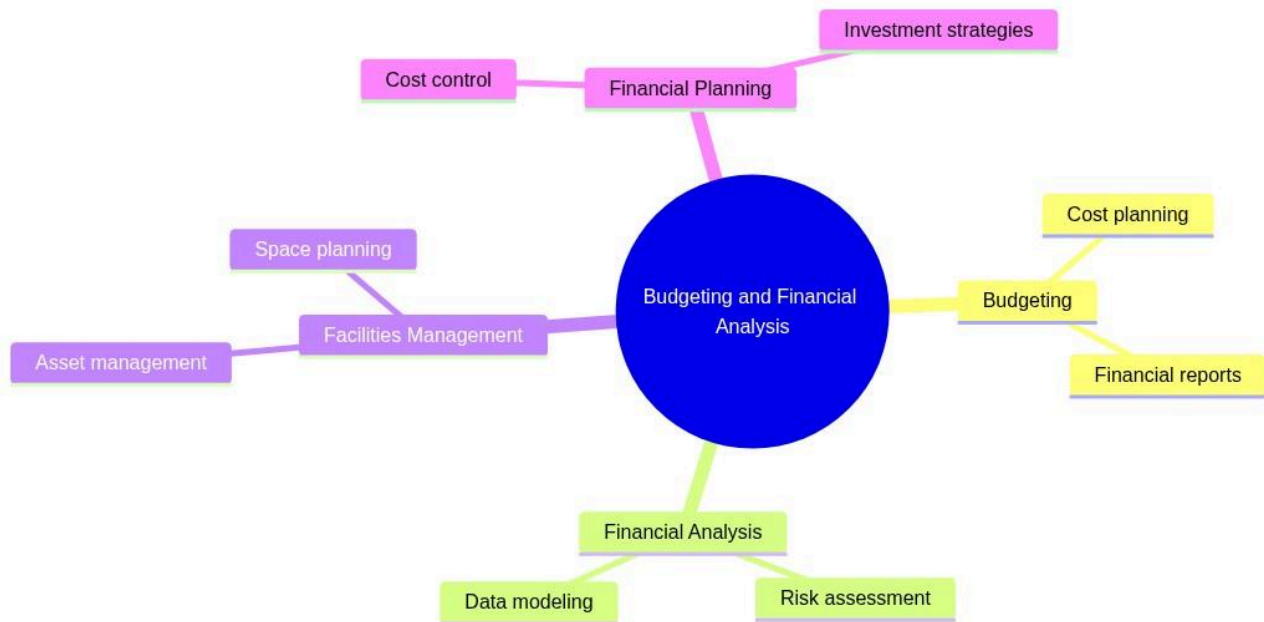 Investment strategies
Cost control
Financial Planning
Cost planning
Space planning
Budgeting and Financial
Analysis
Budgeting
Facilities Management
Asset management
Financial reports
Financial Analysis
Data modeling
Risk assessment